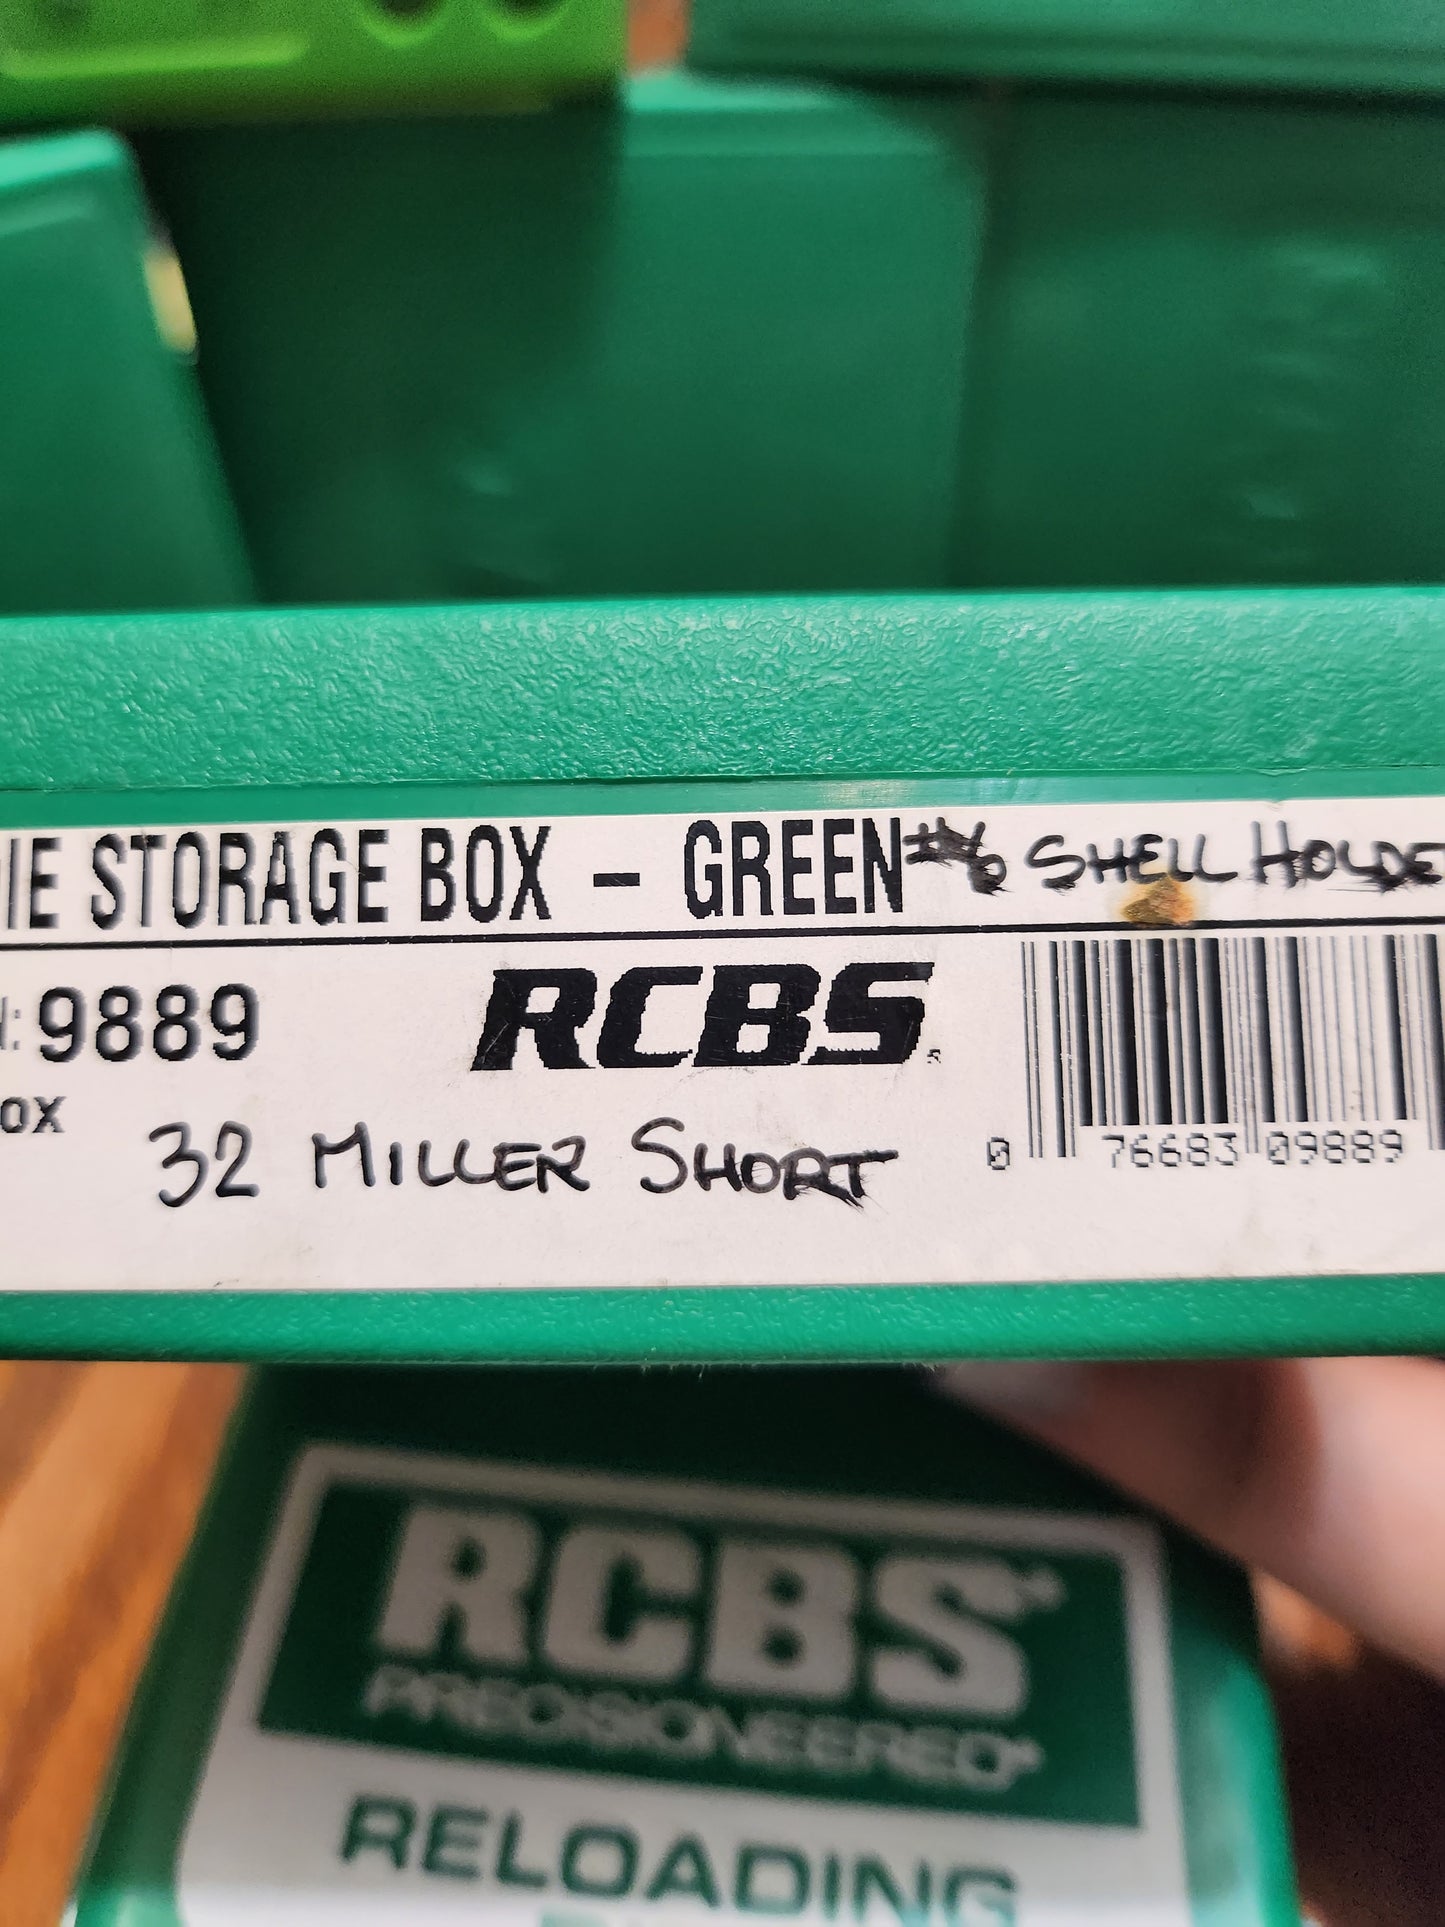 IE STORAGE BOX – GREEN #6 SHELL HOLDE
:9889 RCBS
OX
32 MILLER SHORT
0 76683 09889
RCBS
PRECISIONEERED
RELOADING